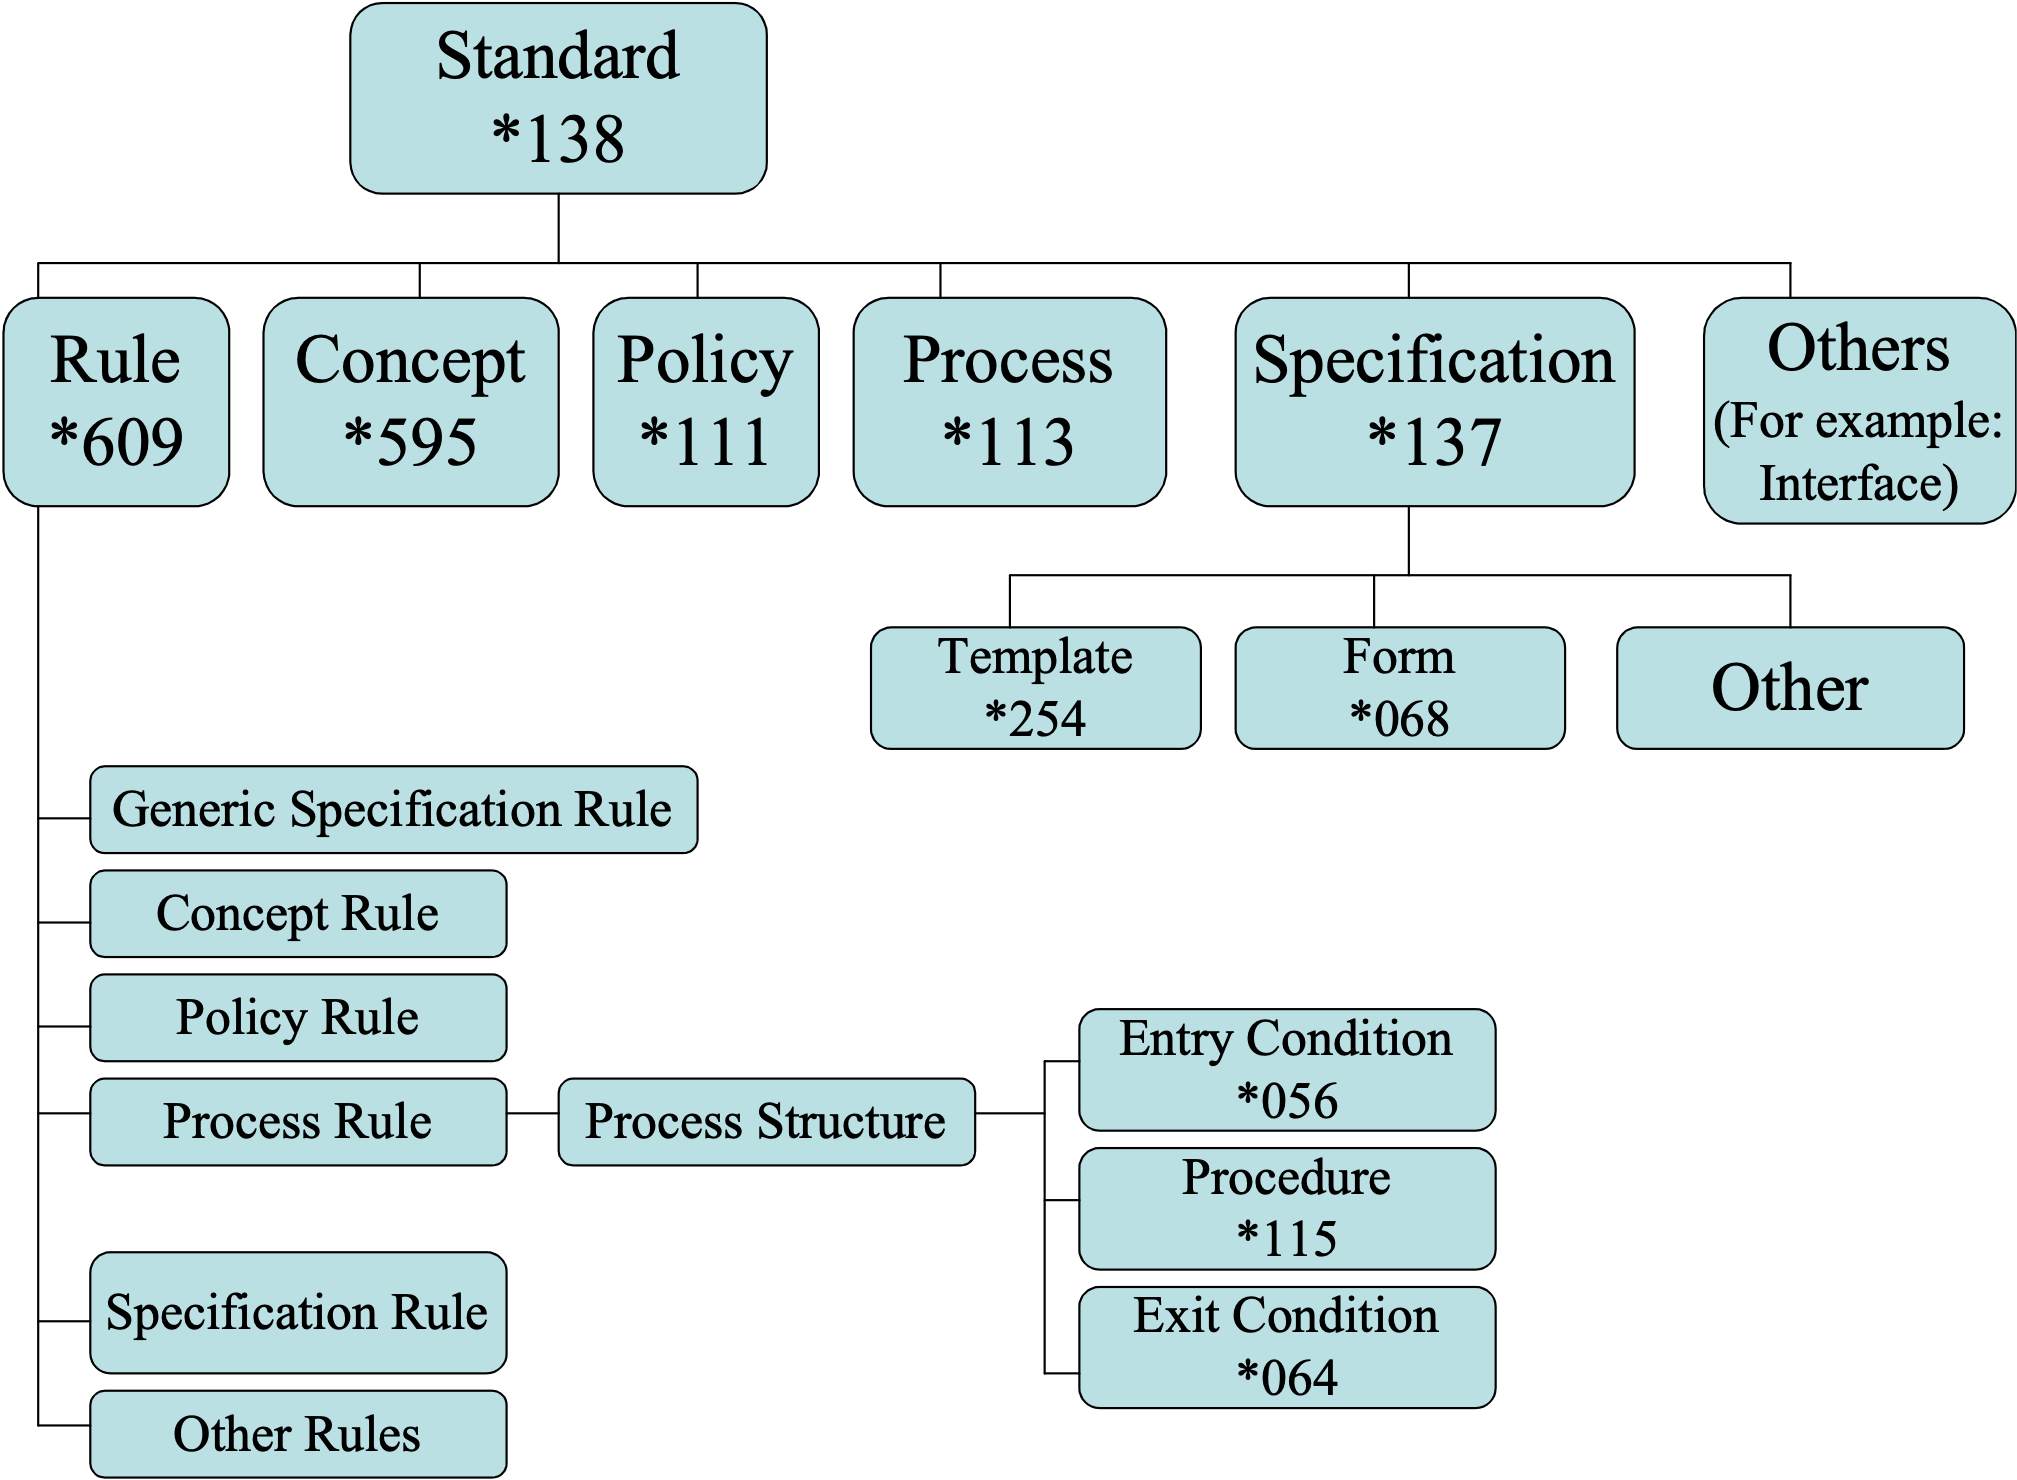 Standard
*138
Rule
*609
Concept
*595
Policy
*111
Process
*113
Specification
*137
Others
(For example:
Interface)
Template
*254
Form
*068
Other
Generic Specification Rule
Concept Rule
Policy Rule
Process Rule
Process Structure
Entry Condition
*056
Procedure
*115
Exit Condition
*064
Specification Rule
Other Rules